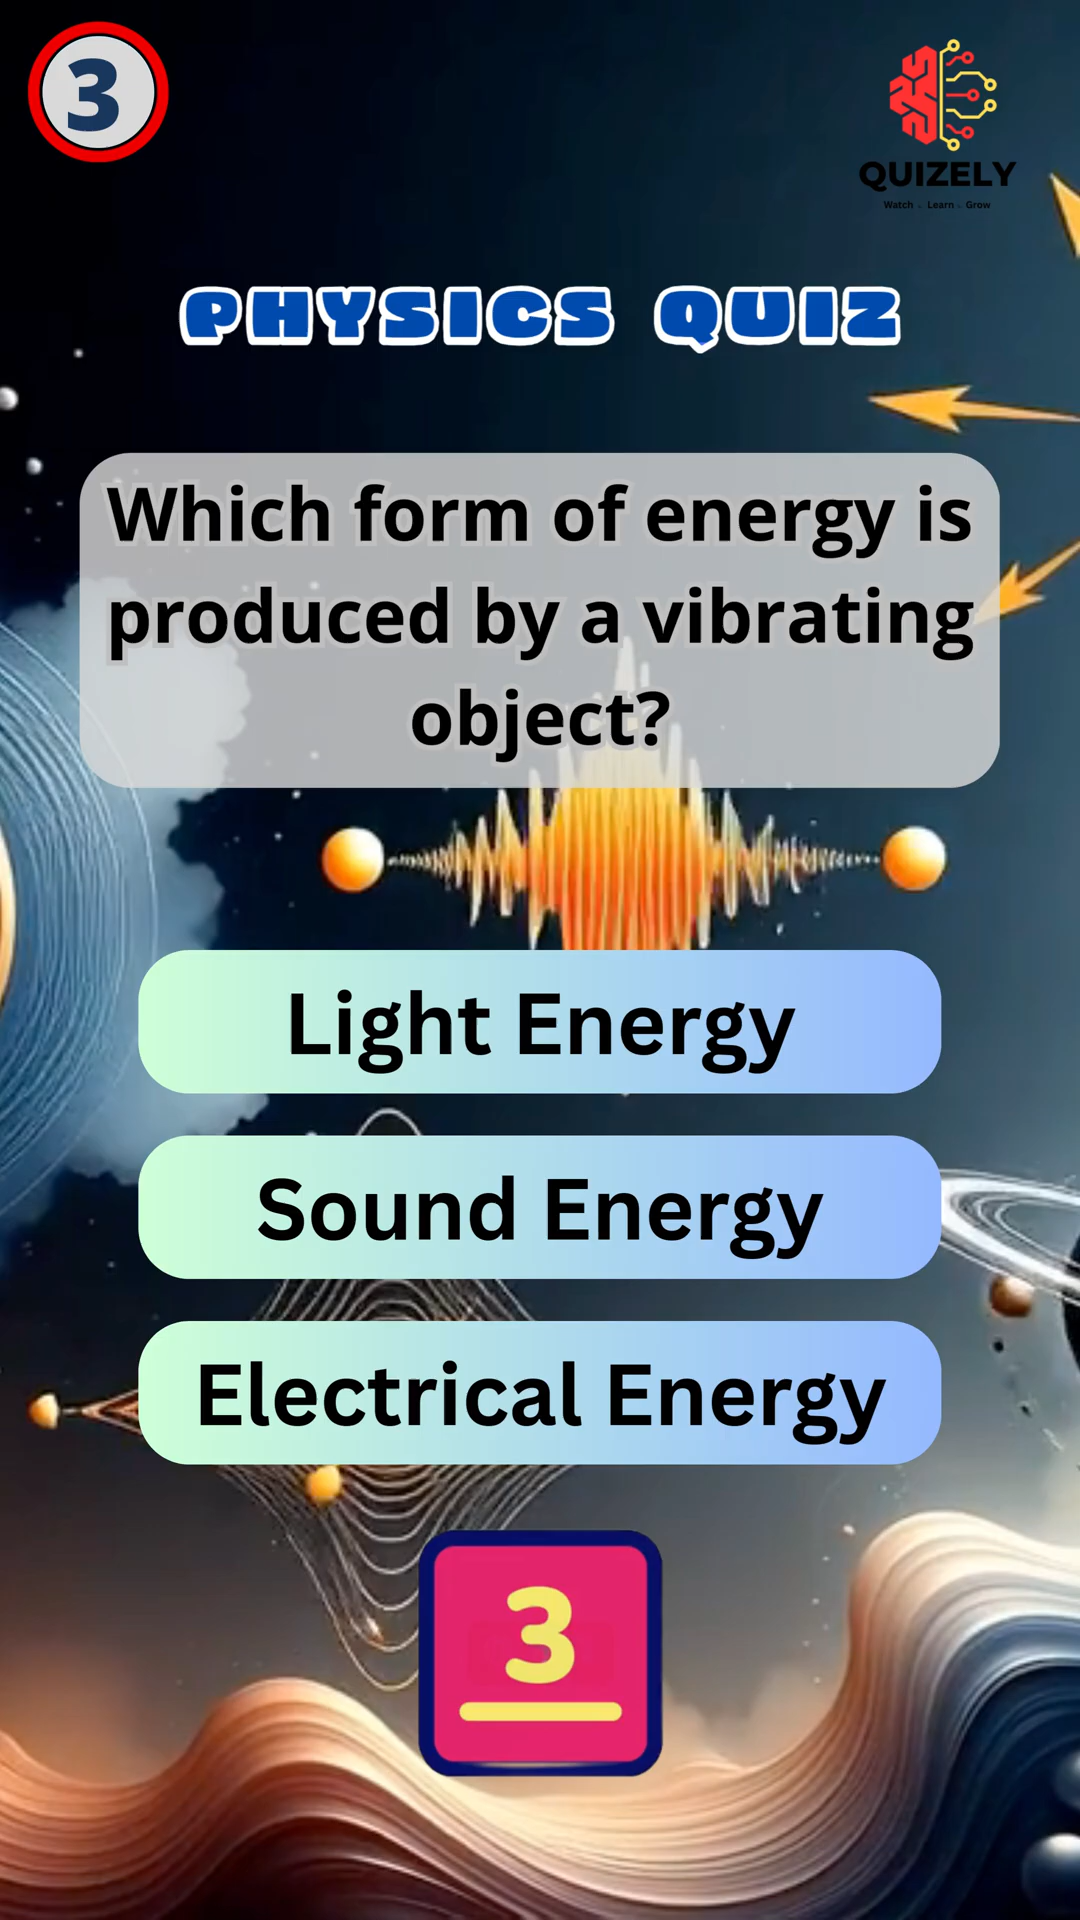 3
QUIZELY
Watch - Learn - Grow
PHYSICS QUIZ
Which form of energy is
produced by a vibrating
object?
Light Energy
Sound Energy
Electrical Energy
3